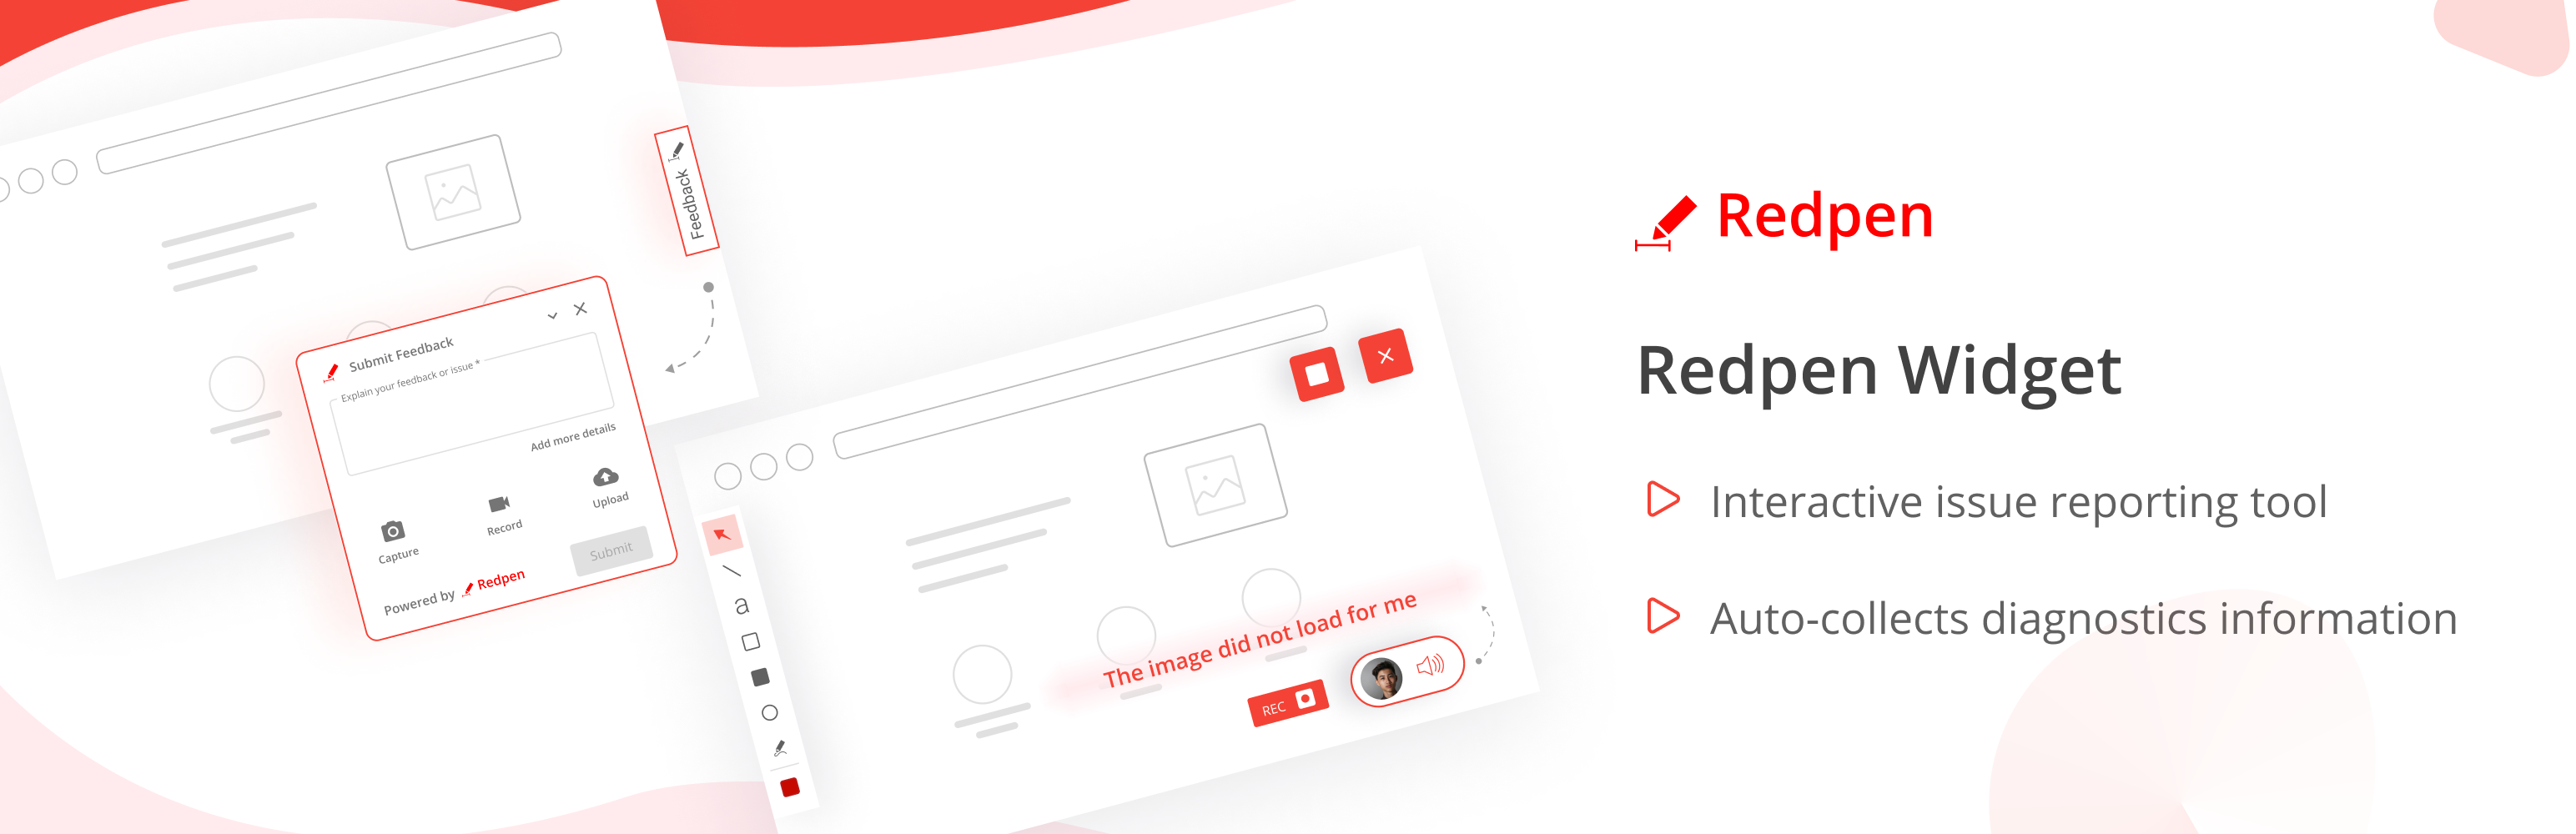 Feedback
Submit Feedback
Explain your feedback or issue *
Add more details
Capture
Record
Upload
Submit
Powered by Redpen
a
The image did not load for me
REC
Redpen
Redpen Widget
Interactive issue reporting tool
Auto-collects diagnostics information